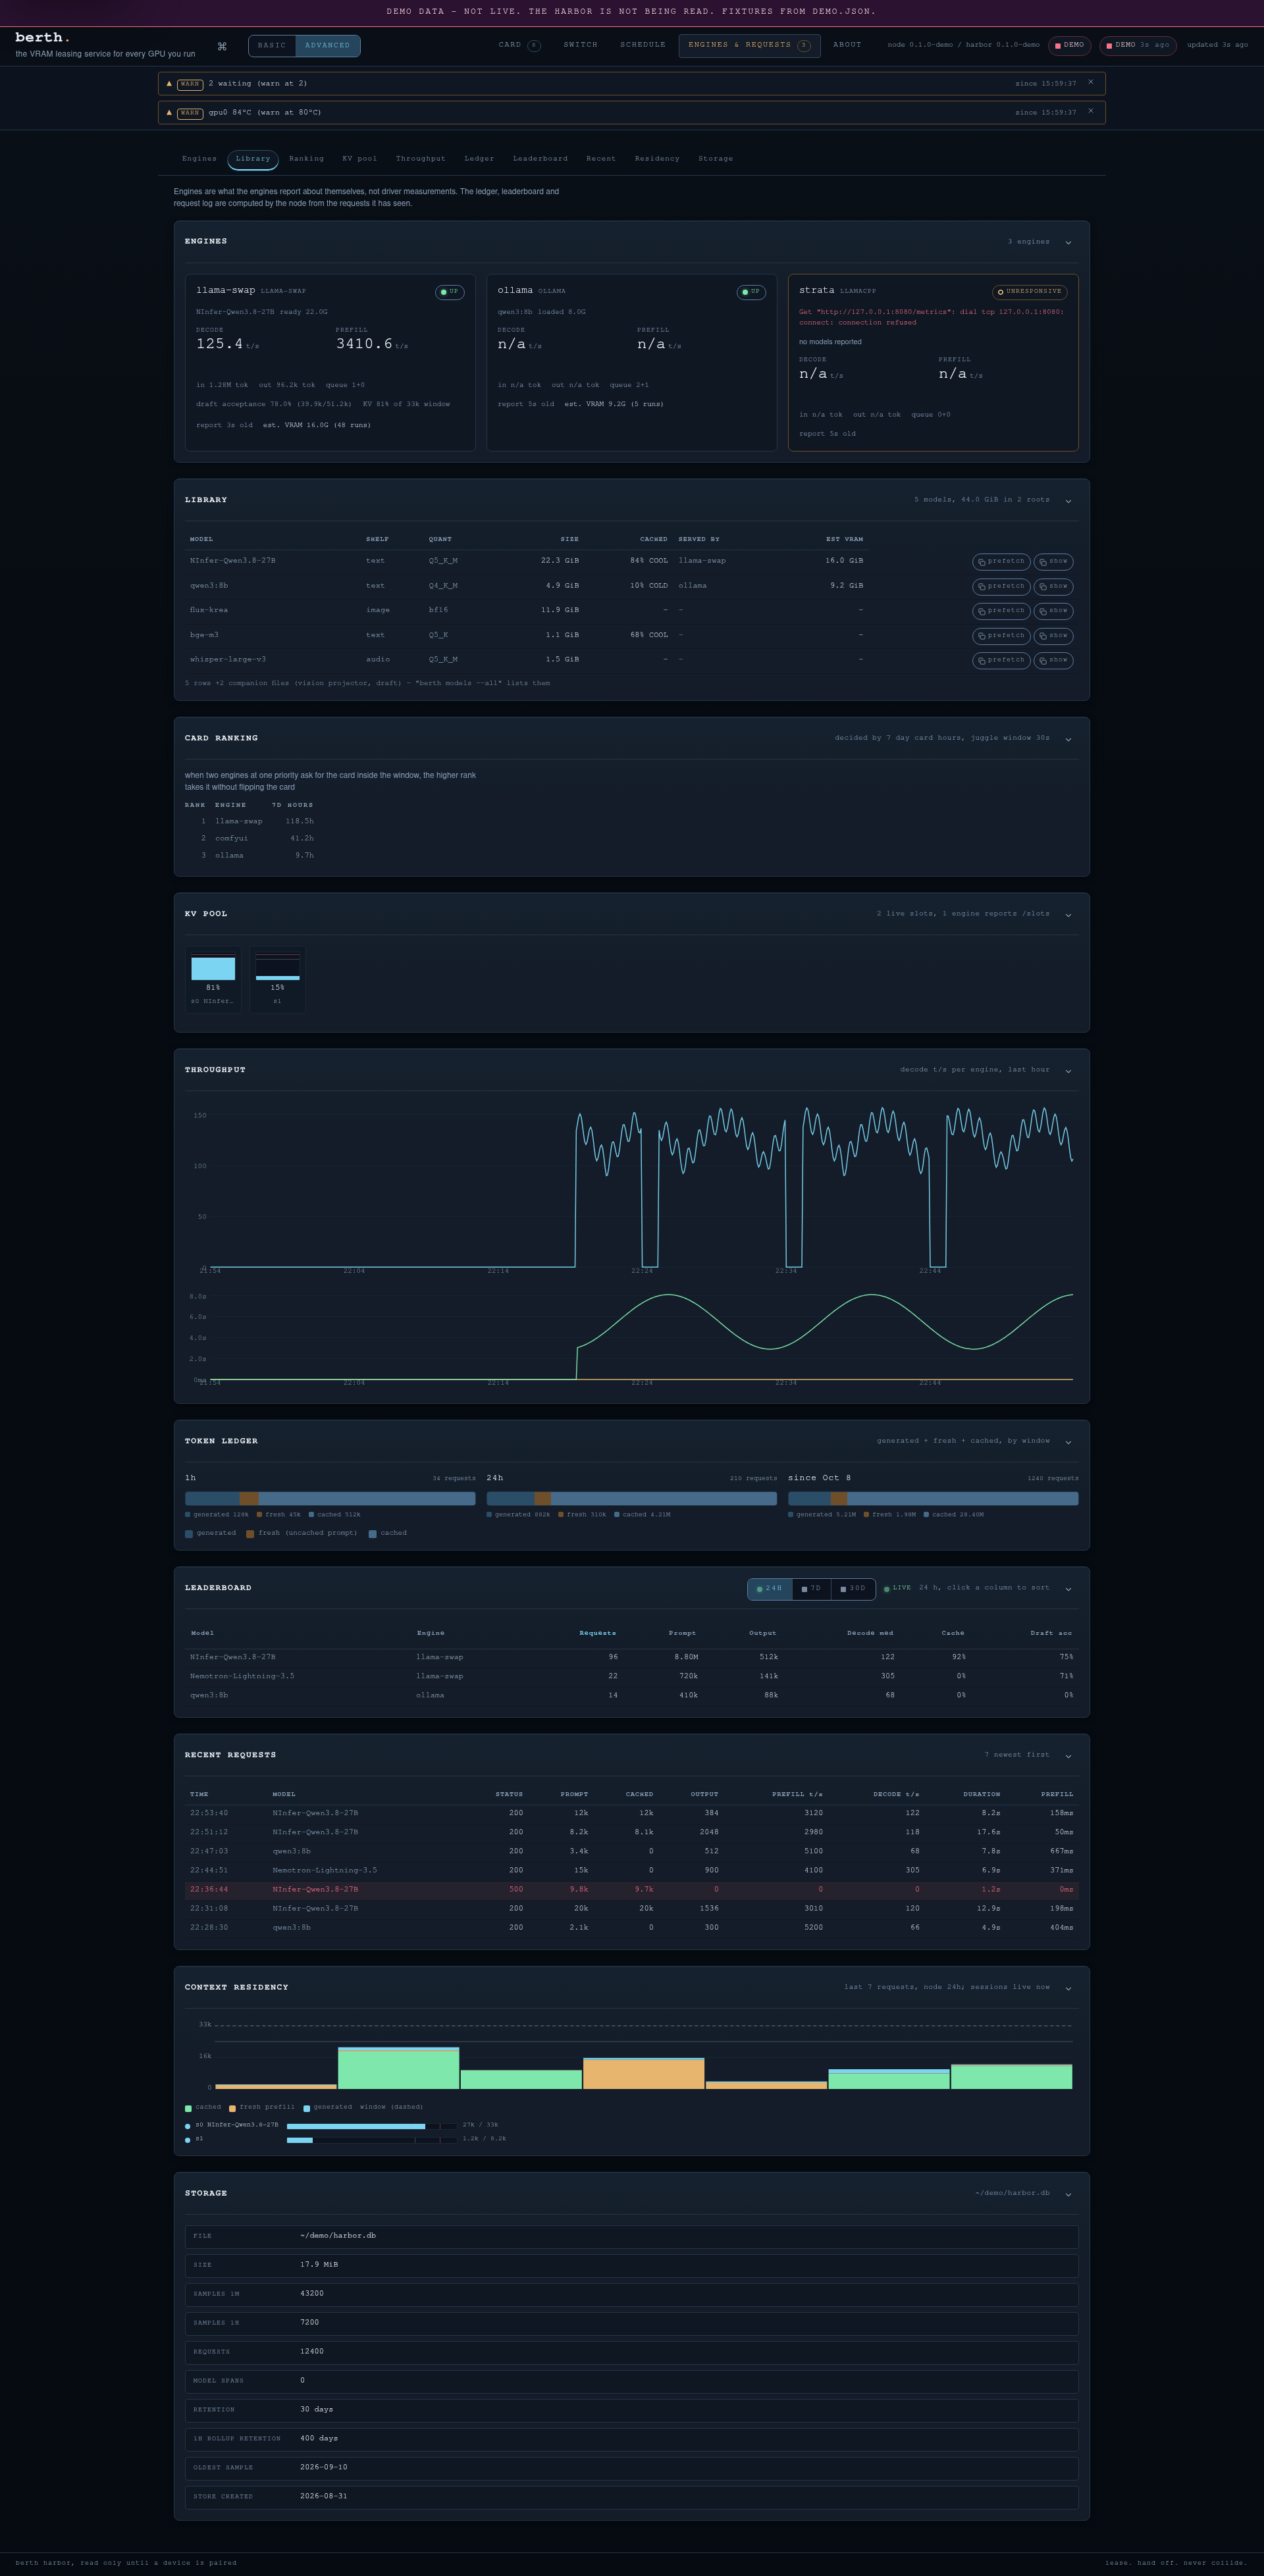 DEMO DATA — NOT LIVE. THE HARBOR IS NOT BEING READ. FIXTURES FROM DEMO.JSON.
berth.
the VRAM leasing service for every GPU you run
⌘ BASIC ADVANCED
CARD SWITCH SCHEDULE ENGINES & REQUESTS 3 ABOUT
node 0.1.0-demo / harbor 0.1.0-demo DEMO DEMO 3s ago updated 3s ago
WARN 2 waiting (warn at 2) since 15:59:37 ×
WARN gpu0 84°C (warn at 80°C) since 15:59:37 ×
Engines Library Ranking KV pool Throughput Ledger Leaderboard Recent Residency Storage
Engines are what the engines report about themselves, not driver measurements. The ledger, leaderboard and
request log are computed by the node from the requests it has seen.
ENGINES 3 engines
llama-swap LLAMA-SWAP UP
NInfer-Qwen3.8-27B ready 22.0G
DECODE PREFILL
125.4 t/s 3410.6 t/s
in 1.28M tok out 96.2k tok queue 1+0
draft acceptance 78.0% (39.9k/51.2k) KV 81% of 33k window
report 3s old est. VRAM 16.0G (48 runs)
ollama OLLAMA UP
qwen3:8b loaded 8.0G
DECODE PREFILL
n/a t/s n/a t/s
in n/a tok out n/a tok queue 2+1
report 5s old est. VRAM 9.2G (5 runs)
strata LLAMACPP UNRESPONSIVE
Get "http://127.0.0.1:8080/metrics": dial tcp 127.0.0.1:8080:
connect: connection refused
no models reported
DECODE PREFILL
n/a t/s n/a t/s
in n/a tok out n/a tok queue 0+0
report 5s old
LIBRARY 5 models, 44.0 GiB in 2 roots
MODEL SHELF QUANT SIZE CACHED SERVED BY EST VRAM
NInfer-Qwen3.8-27B text Q5_K_M 22.3 GiB 84% COOL llama-swap 16.0 GiB prefetch show
qwen3:8b text Q4_K_M 4.9 GiB 10% COLD ollama 9.2 GiB prefetch show
flux-krea image bf16 11.9 GiB – – – prefetch show
bge-m3 text Q5_K 1.1 GiB 68% COOL – – prefetch show
whisper-large-v3 audio Q5_K_M 1.5 GiB – – – prefetch show
5 rows +2 companion files (vision projector, draft) – "berth models --all" lists them
CARD RANKING decided by 7 day card hours, juggle window 30s
when two engines at one priority ask for the card inside the window, the higher rank
takes it without flipping the card
RANK ENGINE 7D HOURS
1 llama-swap 118.5h
2 comfyui 41.2h
3 ollama 9.7h
KV POOL 2 live slots, 1 engine reports /slots
81% 15%
s0 NInfer… s1
THROUGHPUT decode t/s per engine, last hour
150
100
50
0
21:54 22:04 22:14 22:24 22:34 22:44
8.0s
6.0s
4.0s
2.0s
0ms
21:54 22:04 22:14 22:24 22:34 22:44
TOKEN LEDGER generated + fresh + cached, by window
1h 34 requests 24h 210 requests since Oct 8 1240 requests
generated 128k fresh 45k cached 512k generated 862k fresh 310k cached 4.21M generated 5.21M fresh 1.98M cached 28.40M
generated fresh (uncached prompt) cached
LEADERBOARD 24H 7D 30D LIVE 24 h, click a column to sort
Model Engine Requests Prompt Output Decode med Cache Draft acc
NInfer-Qwen3.8-27B llama-swap 96 8.80M 512k 122 92% 75%
Nemotron-Lightning-3.5 llama-swap 22 720k 141k 305 0% 71%
qwen3:8b ollama 14 410k 88k 68 0% 0%
RECENT REQUESTS 7 newest first
TIME MODEL STATUS PROMPT CACHED OUTPUT PREFILL t/s DECODE t/s DURATION PREFILL
22:53:40 NInfer-Qwen3.8-27B 200 12k 12k 384 3120 122 8.2s 158ms
22:51:12 NInfer-Qwen3.8-27B 200 8.2k 8.1k 2048 2980 118 17.6s 50ms
22:47:03 qwen3:8b 200 3.4k 0 512 5100 68 7.8s 667ms
22:44:51 Nemotron-Lightning-3.5 200 15k 0 900 4100 305 6.9s 371ms
22:36:44 NInfer-Qwen3.8-27B 500 9.8k 9.7k 0 0 0 1.2s 0ms
22:31:08 NInfer-Qwen3.8-27B 200 20k 20k 1536 3010 120 12.9s 198ms
22:28:30 qwen3:8b 200 2.1k 0 300 5200 66 4.9s 404ms
CONTEXT RESIDENCY last 7 requests, node 24h; sessions live now
33k
16k
0
cached fresh prefill generated window (dashed)
s0 NInfer-Qwen3.8-27B 27k / 33k
s1 1.2k / 8.2k
STORAGE ~/demo/harbor.db
FILE ~/demo/harbor.db
SIZE 17.9 MiB
SAMPLES 1M 43200
SAMPLES 1H 7200
REQUESTS 12400
MODEL SPANS 0
RETENTION 30 days
1H ROLLUP RETENTION 400 days
OLDEST SAMPLE 2026-09-10
STORE CREATED 2026-08-31
berth harbor, read only until a device is paired lease. hand off. never collide.